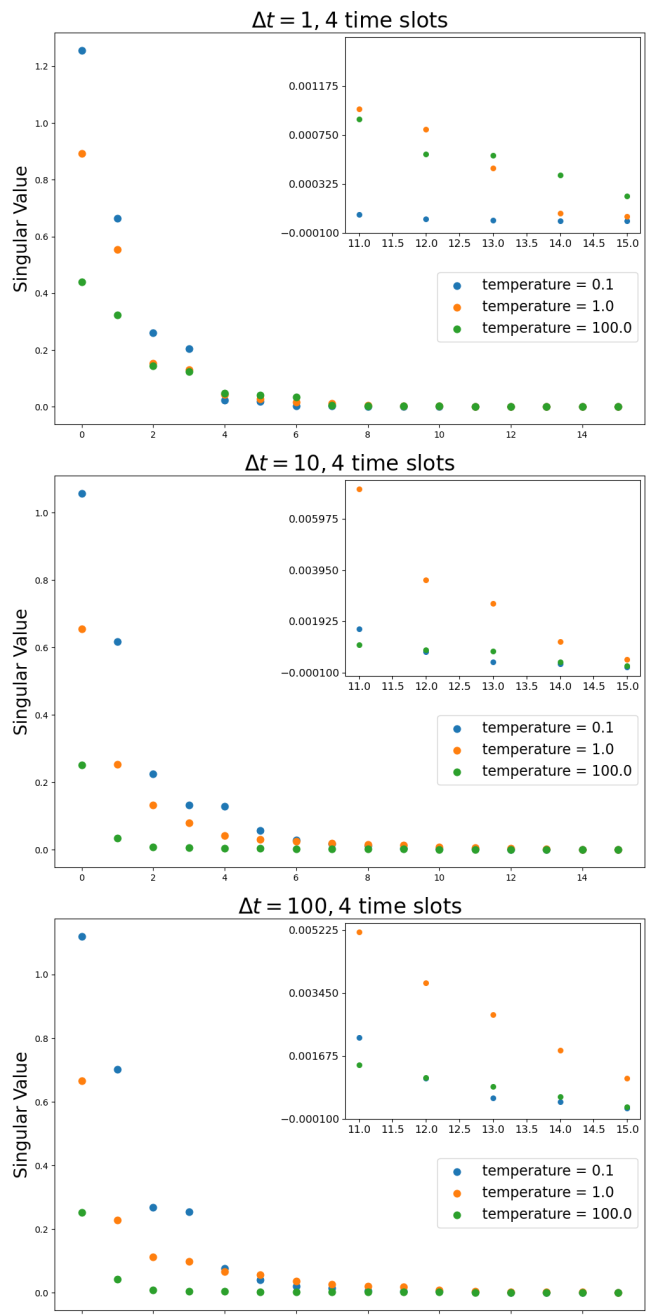 Δt = 1, 4 time slots
Singular Value
1.2
1.0
0.8
0.6
0.4
0.2
0.0
0 2 4 6 8 10 12 14
0.001175
0.000750
0.000325
−0.000100
11.0 11.5 12.0 12.5 13.0 13.5 14.0 14.5 15.0
temperature = 0.1
temperature = 1.0
temperature = 100.0
Δt = 10, 4 time slots
Singular Value
1.0
0.8
0.6
0.4
0.2
0.0
0 2 4 6 8 10 12 14
0.005975
0.003950
0.001925
−0.000100
11.0 11.5 12.0 12.5 13.0 13.5 14.0 14.5 15.0
temperature = 0.1
temperature = 1.0
temperature = 100.0
Δt = 100, 4 time slots
Singular Value
1.0
0.8
0.6
0.4
0.2
0.0
0.005225
0.003450
0.001675
−0.000100
11.0 11.5 12.0 12.5 13.0 13.5 14.0 14.5 15.0
temperature = 0.1
temperature = 1.0
temperature = 100.0